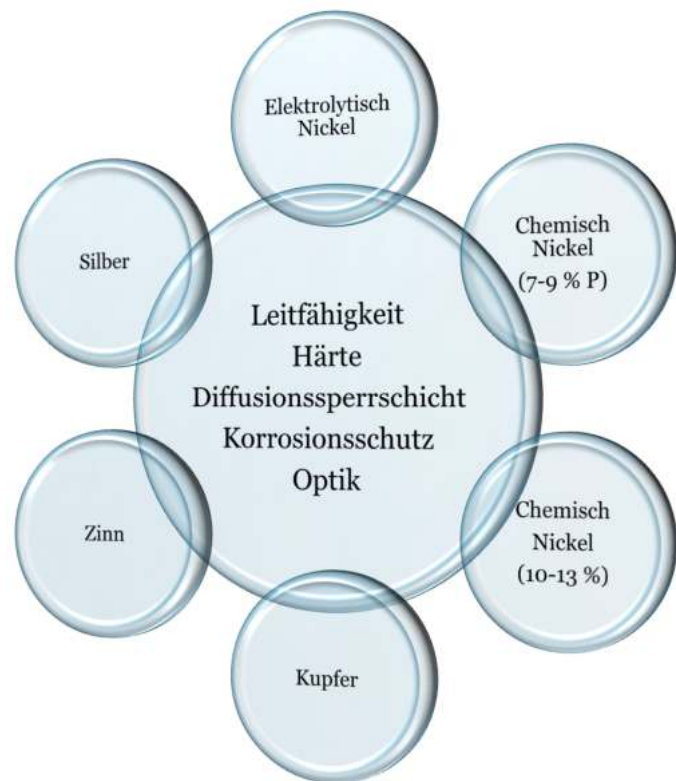 Elektrolytisch
Nickel
Chemisch
Nickel
(7-9 % P)
Chemisch
Nickel
(10-13 %)
Kupfer
Zinn
Silber
Leitfähigkeit
Härte
Diffusionssperrschicht
Korrosionsschutz
Optik